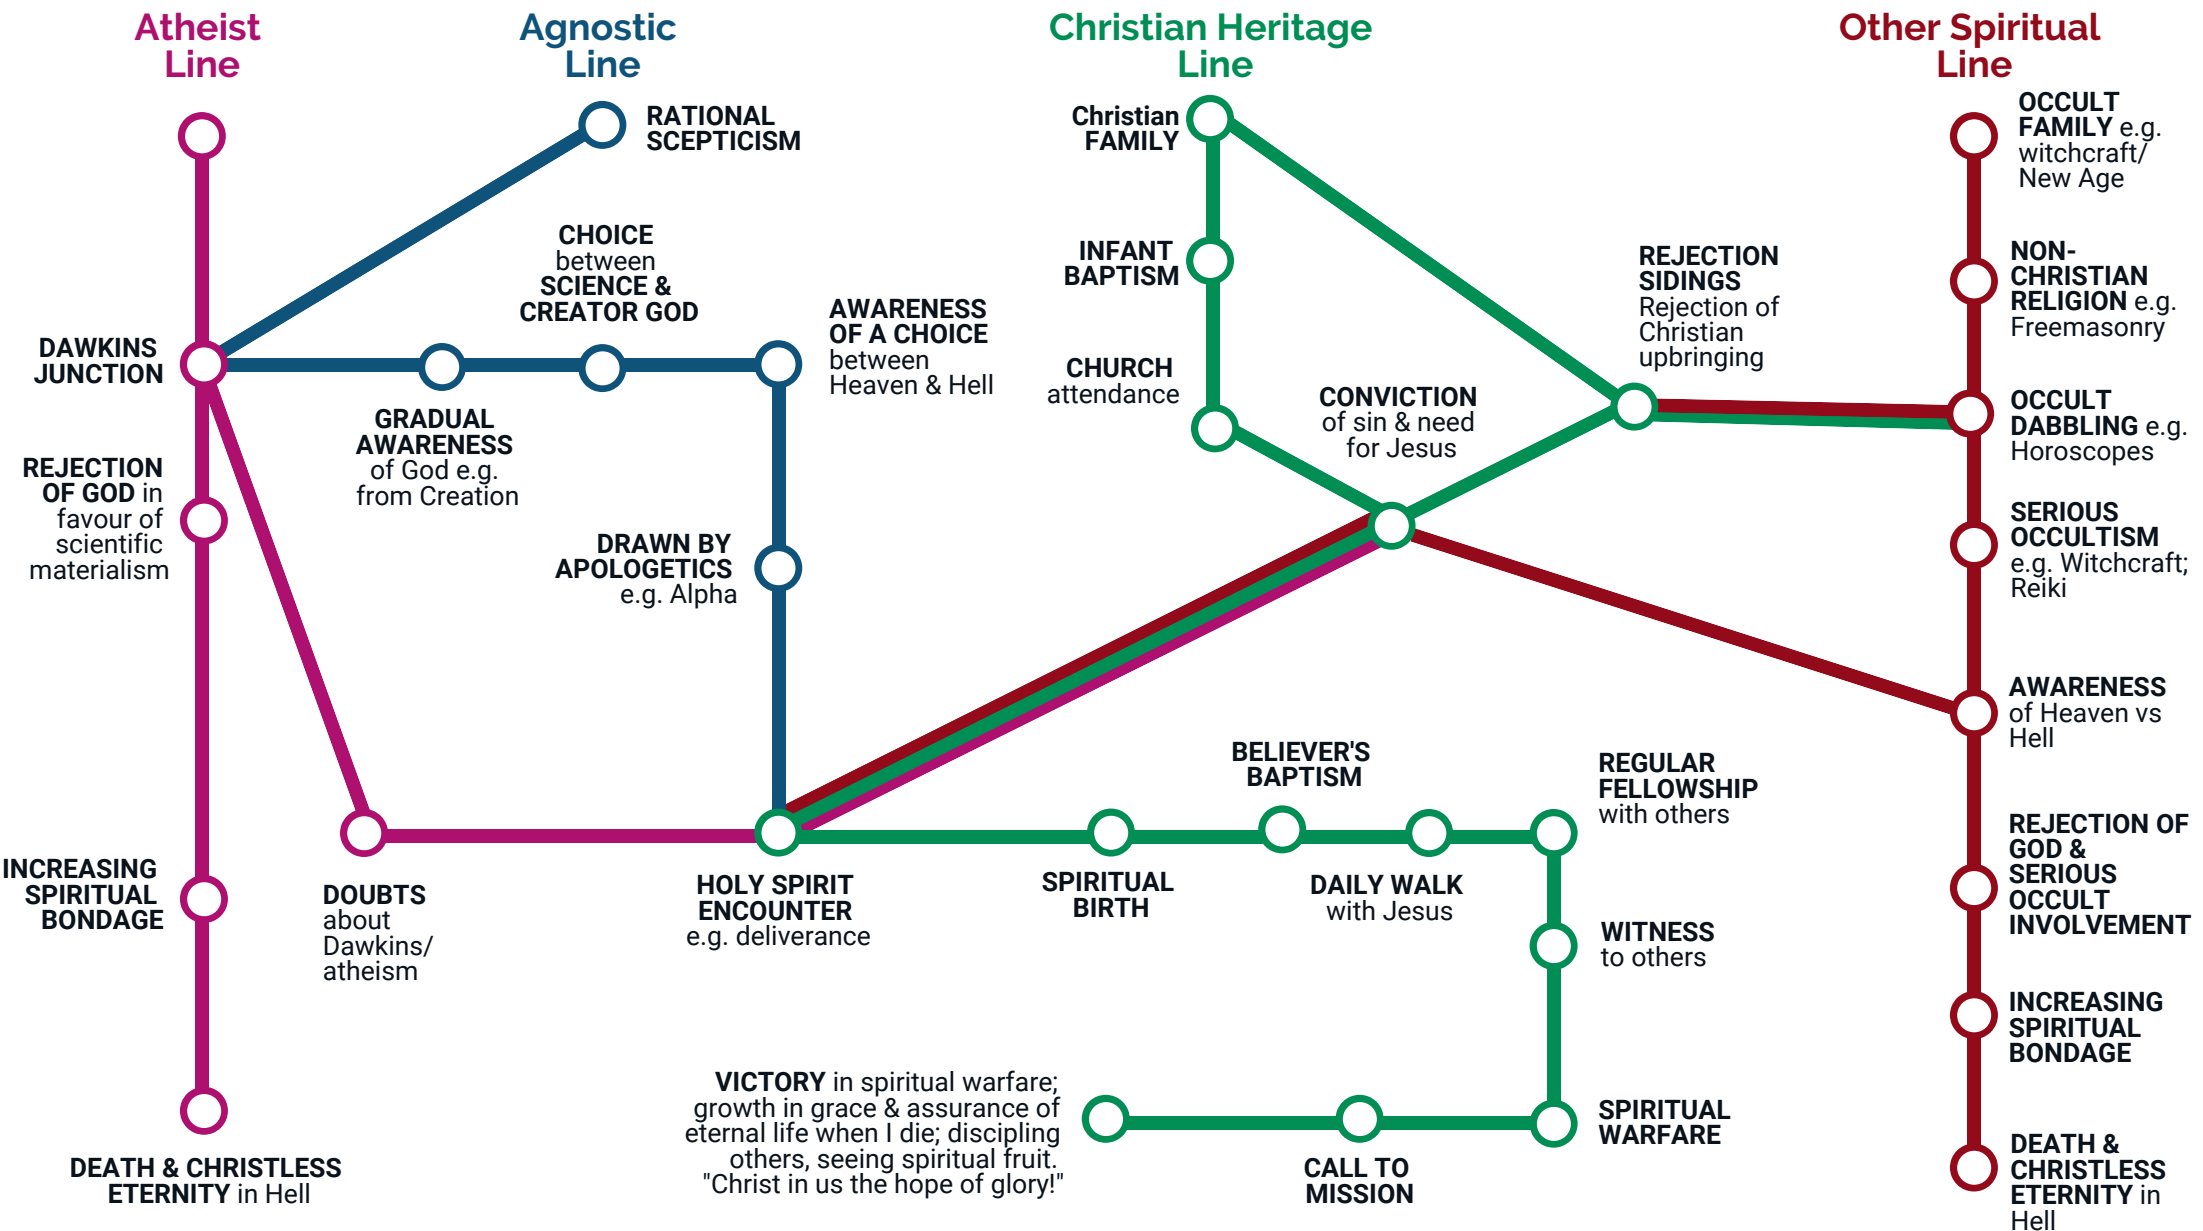 Atheist
Line
Agnostic
Line
Christian Heritage
Line
Other Spiritual
Line
RATIONAL
SCEPTICISM
CHOICE
between
SCIENCE &
CREATOR GOD
AWARENESS
OF A CHOICE
between
Heaven & Hell
DAWKINS
JUNCTION
GRADUAL
AWARENESS
of God e.g.
from Creation
REJECTION
OF GOD in
favour of
scientific
materialism
DRAWN BY
APOLOGETICS
e.g. Alpha
INCREASING
SPIRITUAL
BONDAGE
DOUBTS
about
Dawkins/
atheism
DEATH & CHRISTLESS
ETERNITY in Hell
Christian
FAMILY
INFANT
BAPTISM
CHURCH
attendance
CONVICTION
of sin & need
for Jesus
REJECTION
SIDINGS
Rejection of
Christian
upbringing
HOLY SPIRIT
ENCOUNTER
e.g. deliverance
SPIRITUAL
BIRTH
BELIEVER'S
BAPTISM
DAILY WALK
with Jesus
REGULAR
FELLOWSHIP
with others
WITNESS
to others
SPIRITUAL
WARFARE
CALL TO
MISSION
VICTORY in spiritual warfare;
growth in grace & assurance of
eternal life when I die; discipling
others, seeing spiritual fruit.
"Christ in us the hope of glory!"
OCCULT
FAMILY e.g.
witchcraft/
New Age
NON-
CHRISTIAN
RELIGION e.g.
Freemasonry
OCCULT
DABBLING e.g.
Horoscopes
SERIOUS
OCCULTISM
e.g. Witchcraft;
Reiki
AWARENESS
of Heaven vs
Hell
REJECTION OF
GOD &
SERIOUS
OCCULT
INVOLVEMENT
INCREASING
SPIRITUAL
BONDAGE
DEATH &
CHRISTLESS
ETERNITY in
Hell